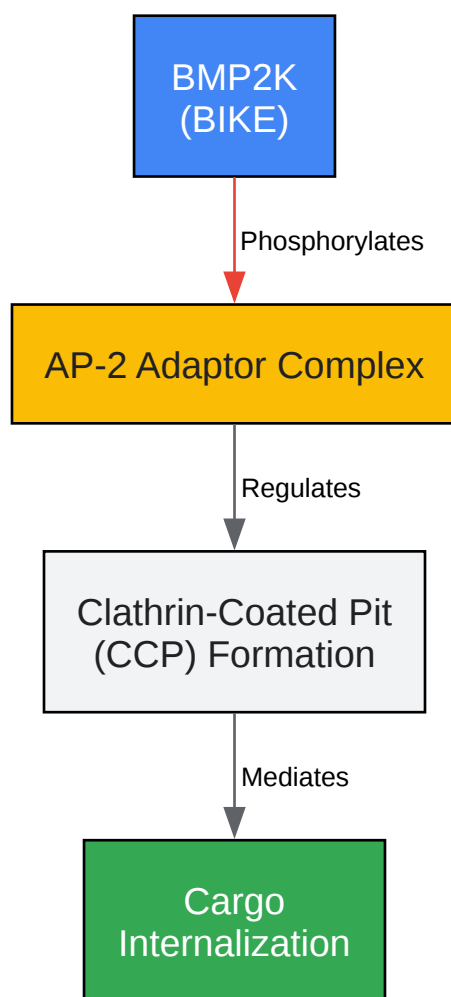 BMP2K
(BIKE)
Phosphorylates
AP-2 Adaptor Complex
Regulates
Clathrin-Coated Pit
(CCP) Formation
Mediates
Cargo
Internalization